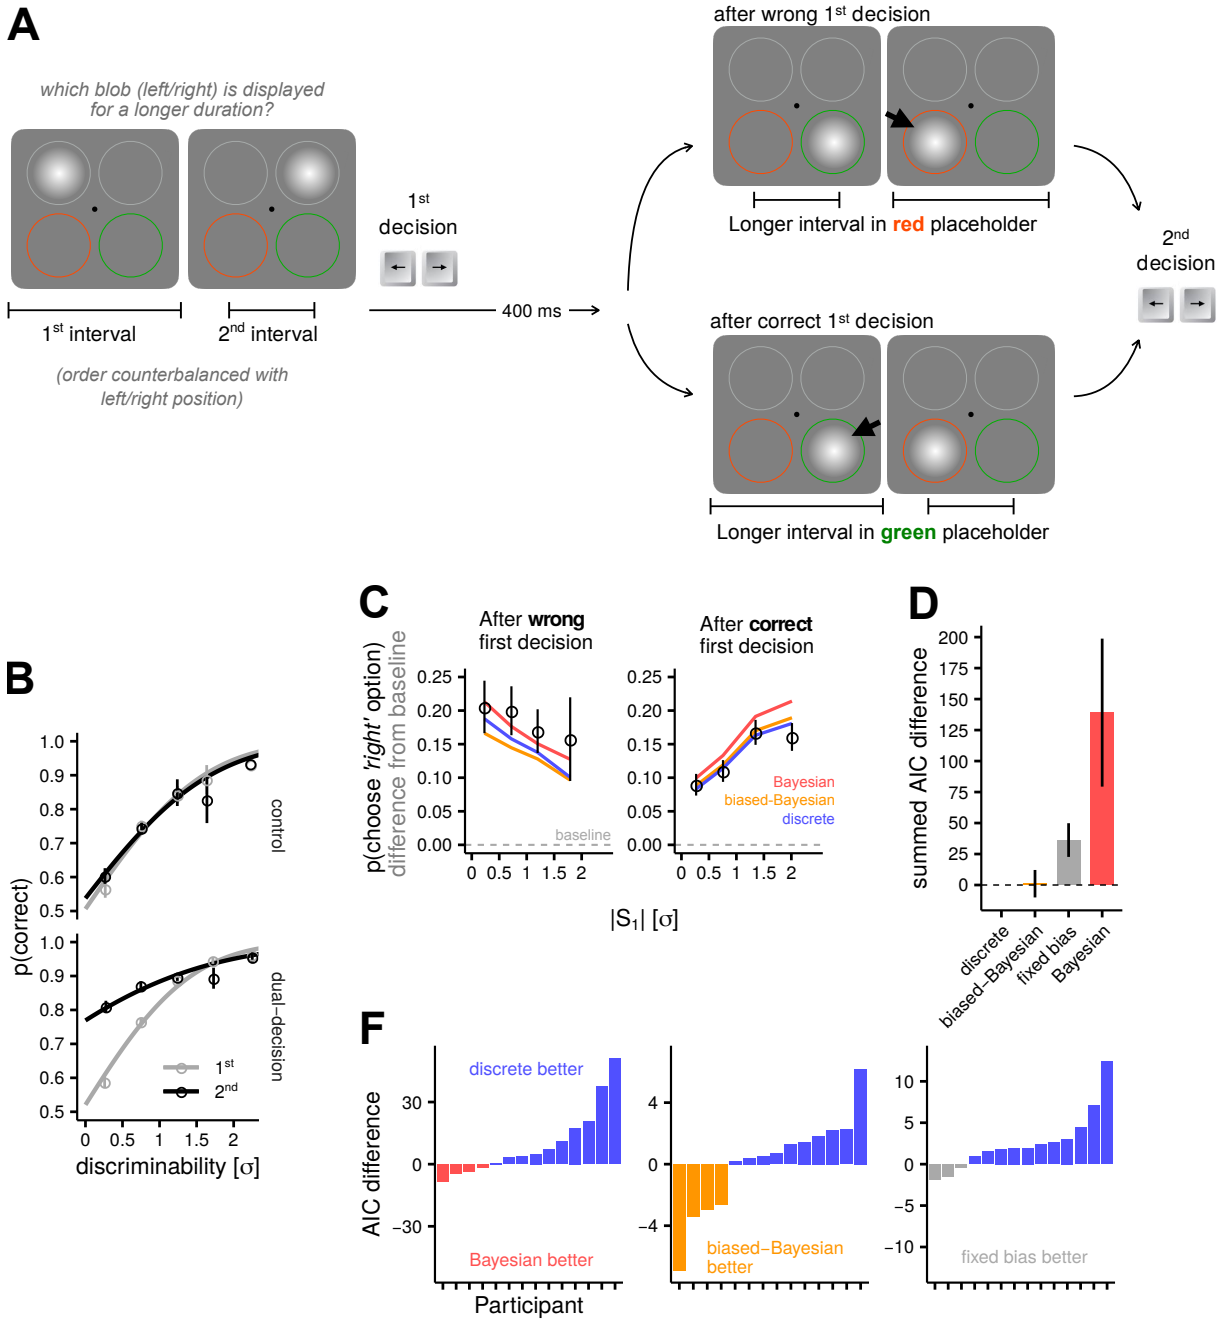 A
which blob (left/right) is displayed
for a longer duration?
1st interval
2nd interval
(order counterbalanced with
left/right position)
1st
decision
← →
400 ms
after wrong 1st decision
Longer interval in red placeholder
after correct 1st decision
Longer interval in green placeholder
2nd
decision
← →
B
p(correct)
1.0
0.9
0.8
0.7
0.6
0.5
control
1.0
0.9
0.8
0.7
0.6
0.5
dual−decision
1st
2nd
0 0.5 1 1.5 2
discriminability [σ]
C
p(choose 'right' option)
difference from baseline
After wrong
first decision
0.25
0.20
0.15
0.10
0.05
0.00
baseline
0 0.5 1 1.5 2
After correct
first decision
0.25
0.20
0.15
0.10
0.05
0.00
Bayesian
biased−Bayesian
discrete
0 0.5 1 1.5 2
|S1| [σ]
D
summed AIC difference
200
175
150
125
100
75
50
25
0
discrete
biased−Bayesian
fixed bias
Bayesian
F
AIC difference
30
0
−30
discrete better
Bayesian better
Participant
4
0
−4
biased−Bayesian
better
10
5
0
−5
−10
fixed bias better